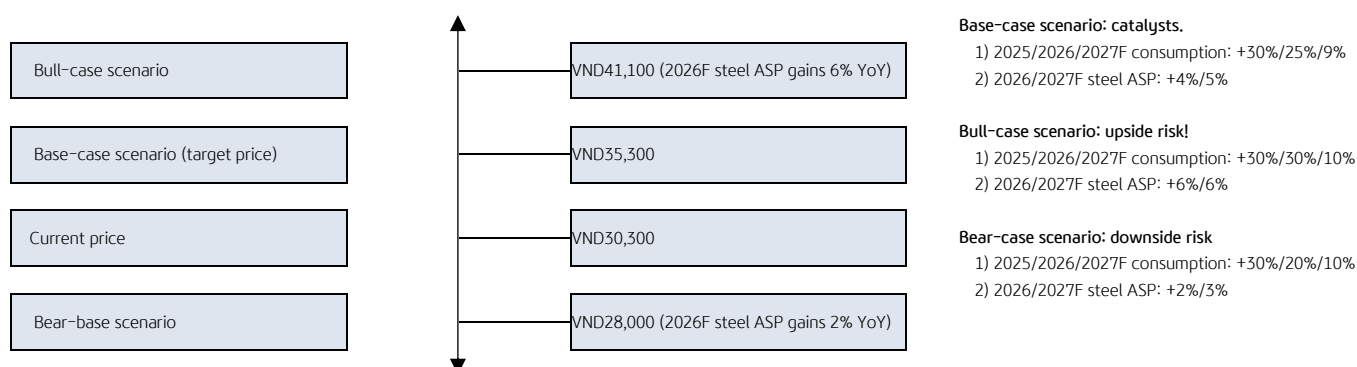 Bull-case scenario
VND41,100 (2026F steel ASP gains 6% YoY)
Base-case scenario (target price)
VND35,300
Current price
VND30,300
Bear-base scenario
VND28,000 (2026F steel ASP gains 2% YoY)
Base-case scenario: catalysts.
1) 2025/2026/2027F consumption: +30%/25%/9%
2) 2026/2027F steel ASP: +4%/5%
Bull-case scenario: upside risk!
1) 2025/2026/2027F consumption: +30%/30%/10%
2) 2026/2027F steel ASP: +6%/6%
Bear-case scenario: downside risk
1) 2025/2026/2027F consumption: +30%/20%/10%
2) 2026/2027F steel ASP: +2%/3%